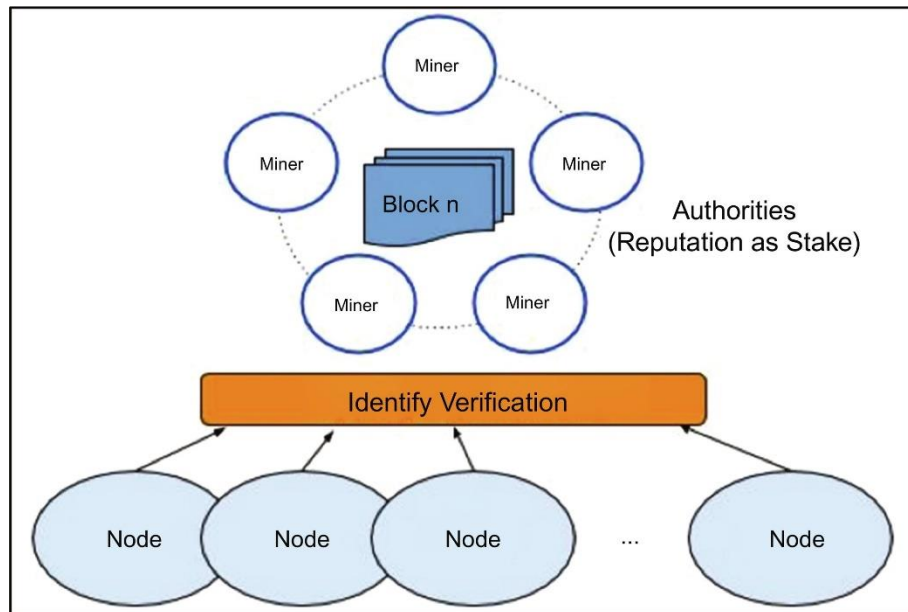 Miner
Miner
Miner
Block n
Authorities
(Reputation as Stake)
Miner
Miner
Identify Verification
Node
Node
Node
...
Node